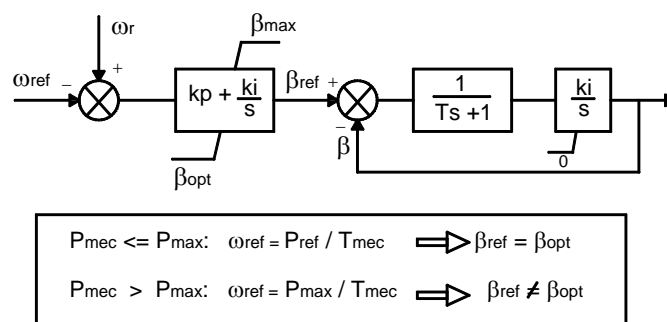 ωr
βmax
ωref − + kp + ki/s βref + 1/Ts +1 ki/s
− β 0
βopt
Pmec <= Pmax: ωref = Pref / Tmec ⇒ βref = βopt
Pmec > Pmax: ωref = Pmax / Tmec ⇒ βref ≠ βopt